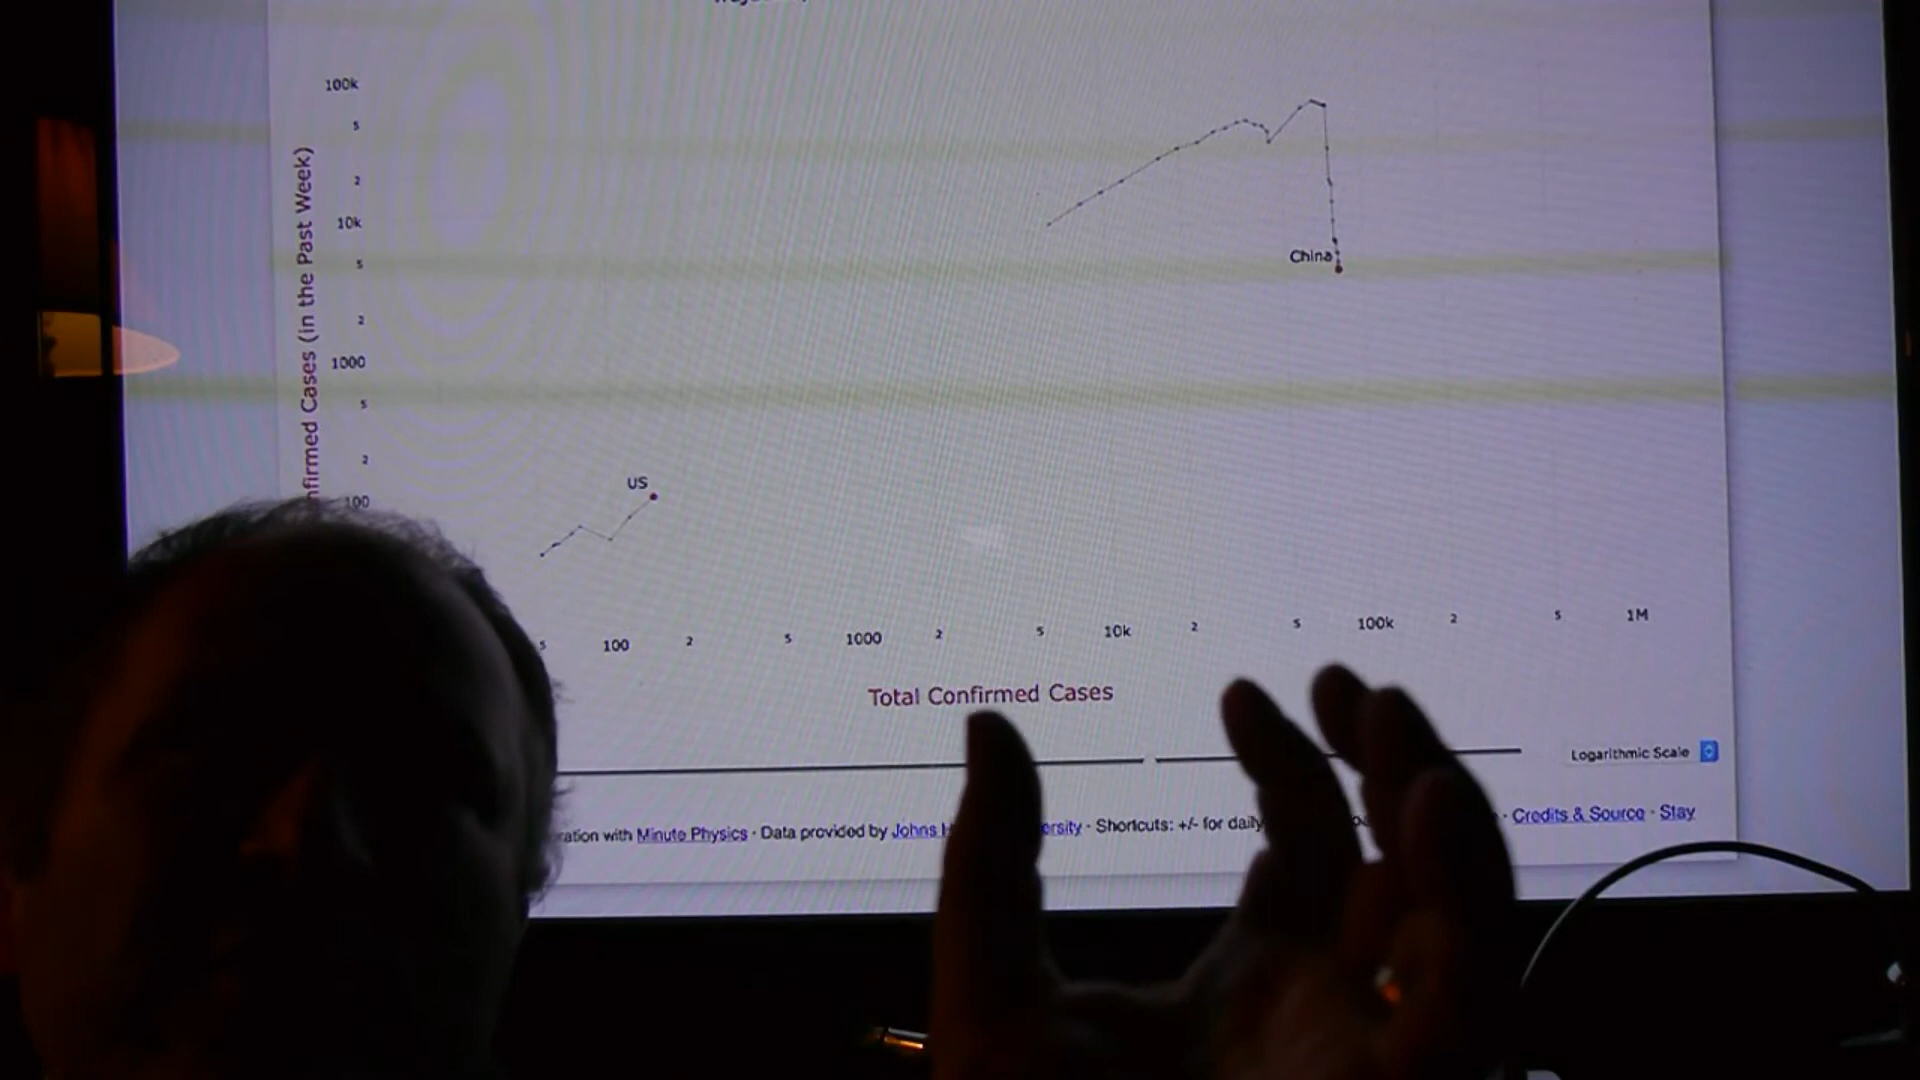 100k
5
2
10k
5
2
1000
5
2
100
nfirmed Cases (in the Past Week)
China
US
5 100 2 5 1000 2 5 10k 2 5 100k 2 5 1M
Total Confirmed Cases
Logarithmic Scale
ration with Minute Physics · Data provided by Johns H ersity · Shortcuts: +/- for daily · Credits & Source · Stay